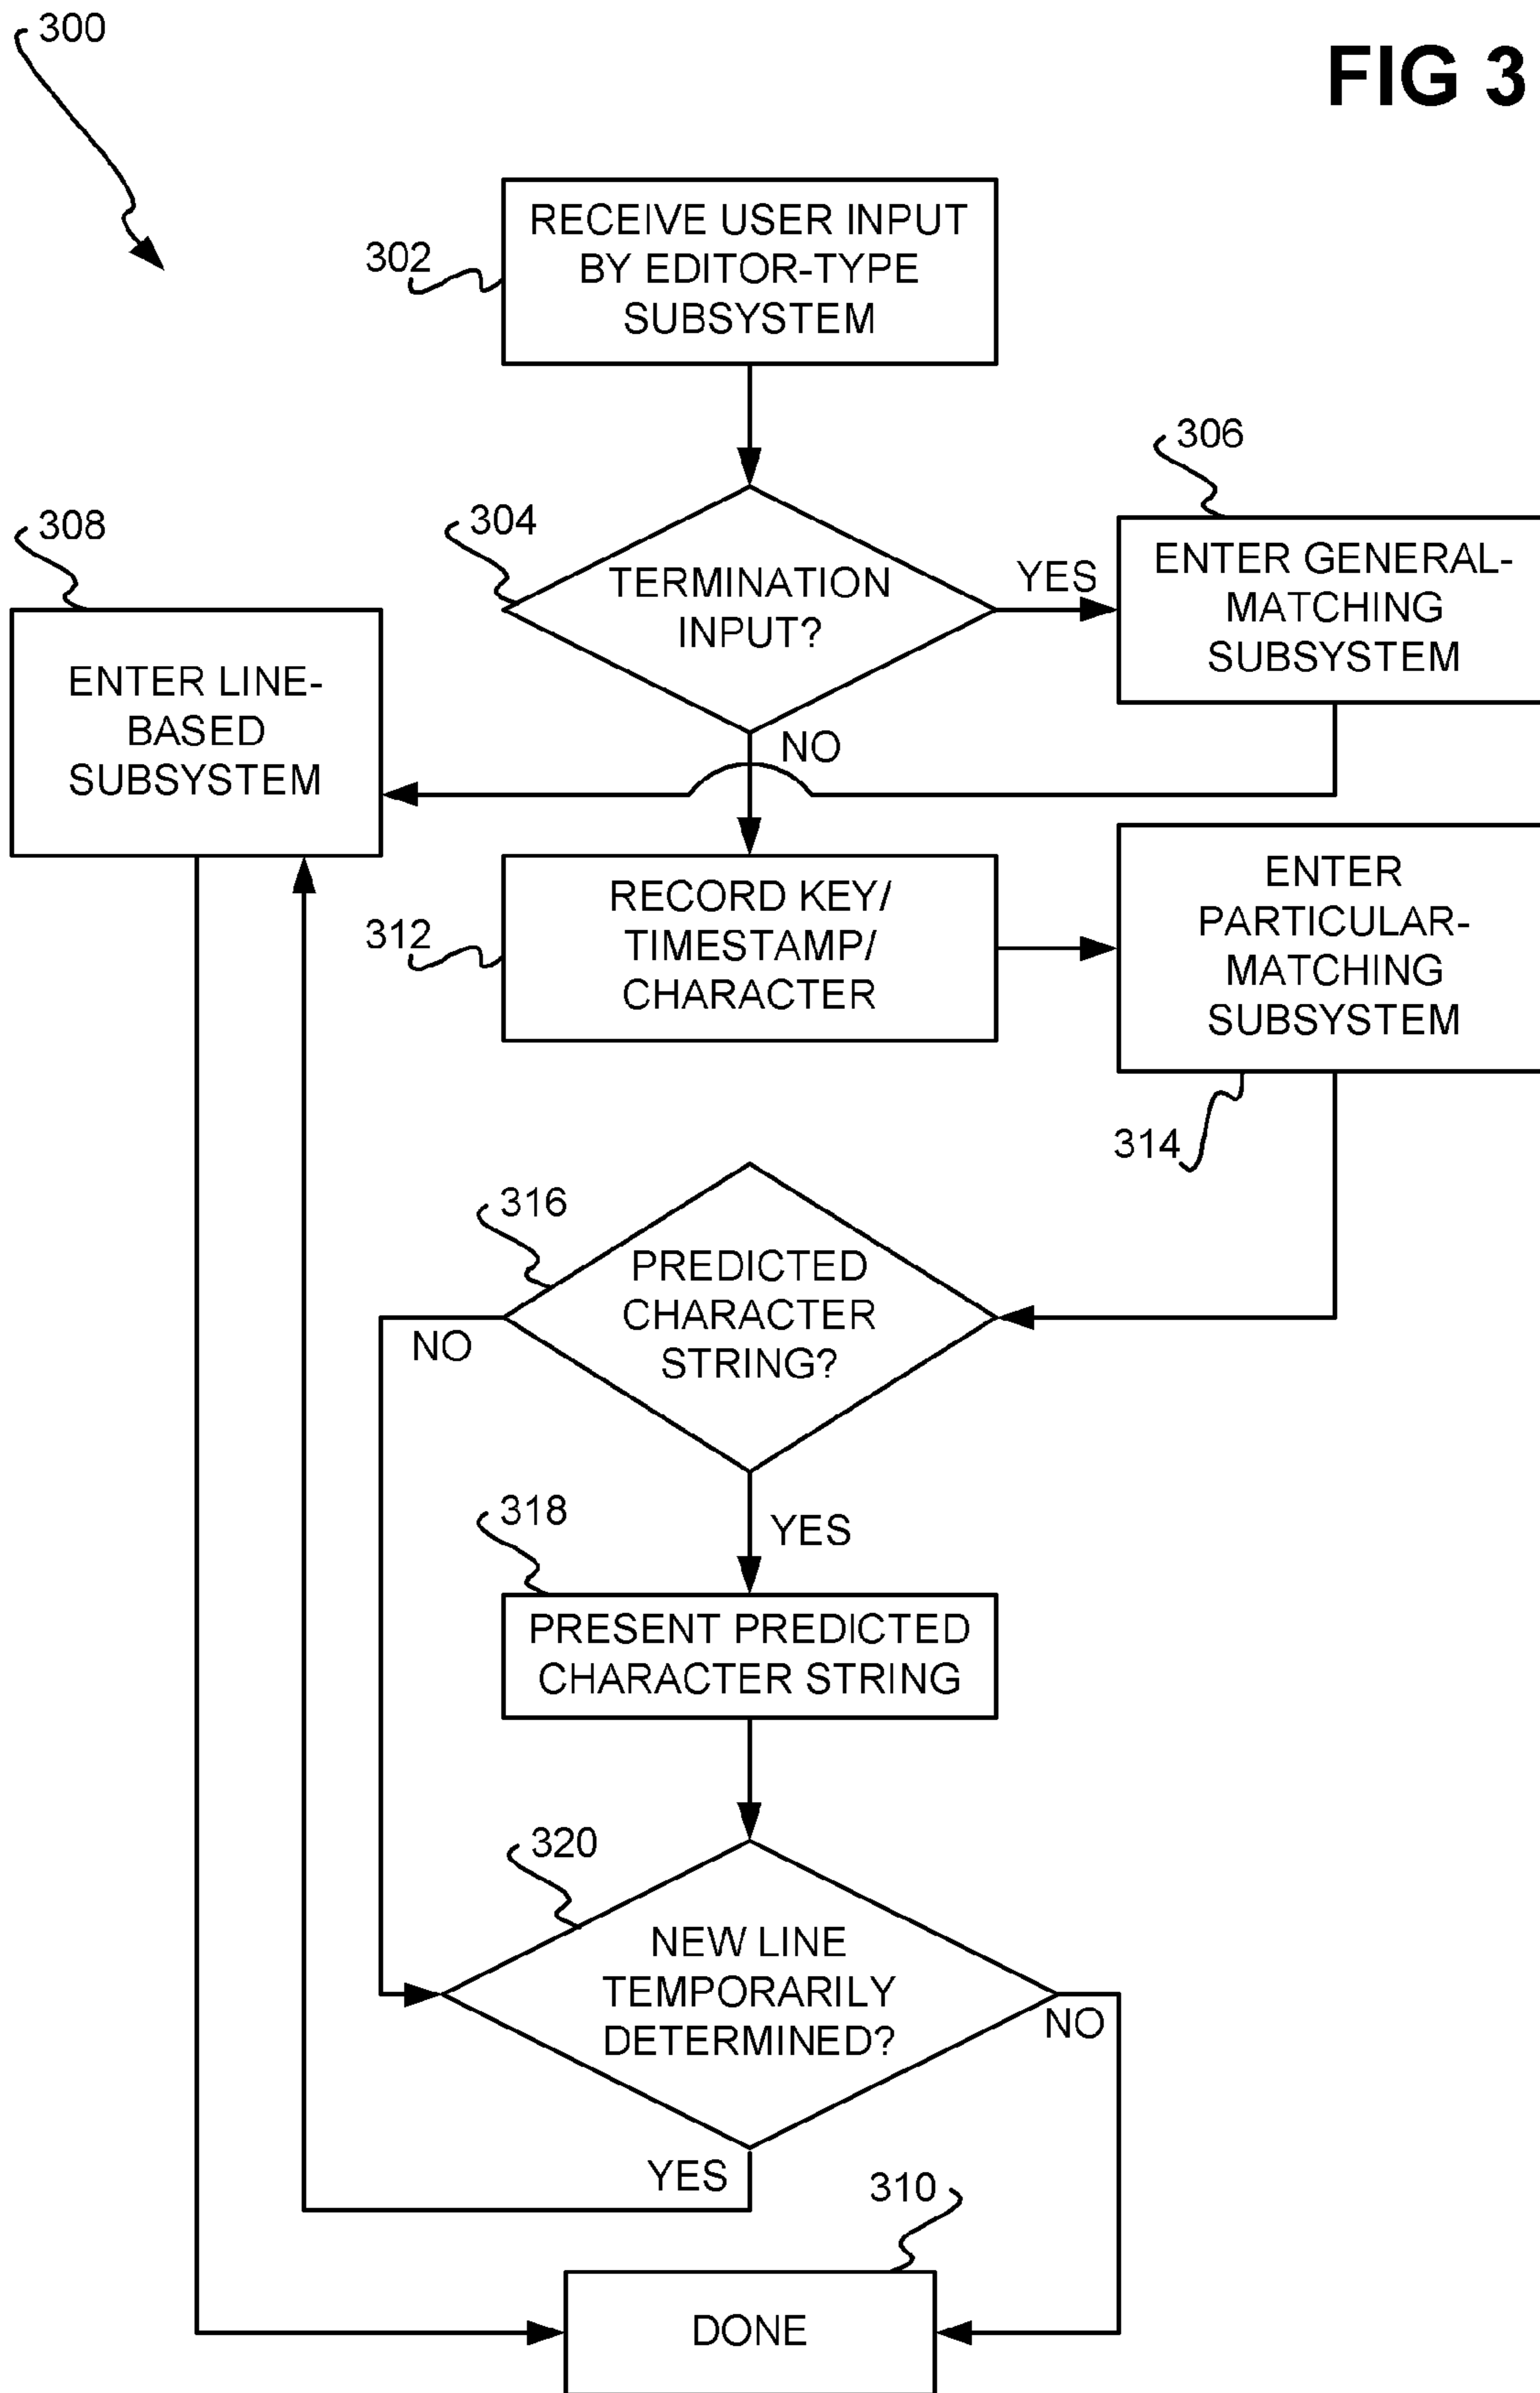 300
FIG 3
RECEIVE USER INPUT
BY EDITOR-TYPE
SUBSYSTEM
302
306
304
TERMINATION
INPUT?
YES
ENTER GENERAL-
MATCHING
SUBSYSTEM
308
ENTER LINE-
BASED
SUBSYSTEM
NO
RECORD KEY/
TIMESTAMP/
CHARACTER
312
ENTER
PARTICULAR-
MATCHING
SUBSYSTEM
314
316
PREDICTED
CHARACTER
STRING?
NO
YES
318
PRESENT PREDICTED
CHARACTER STRING
320
NEW LINE
TEMPORARILY
DETERMINED?
NO
YES
310
DONE